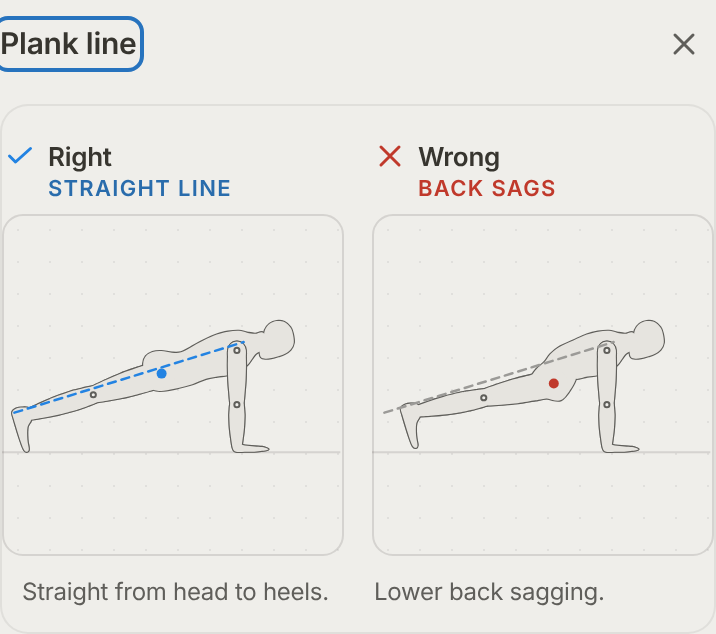 Plank line
Right
STRAIGHT LINE
Wrong
BACK SAGS
Straight from head to heels.
Lower back sagging.